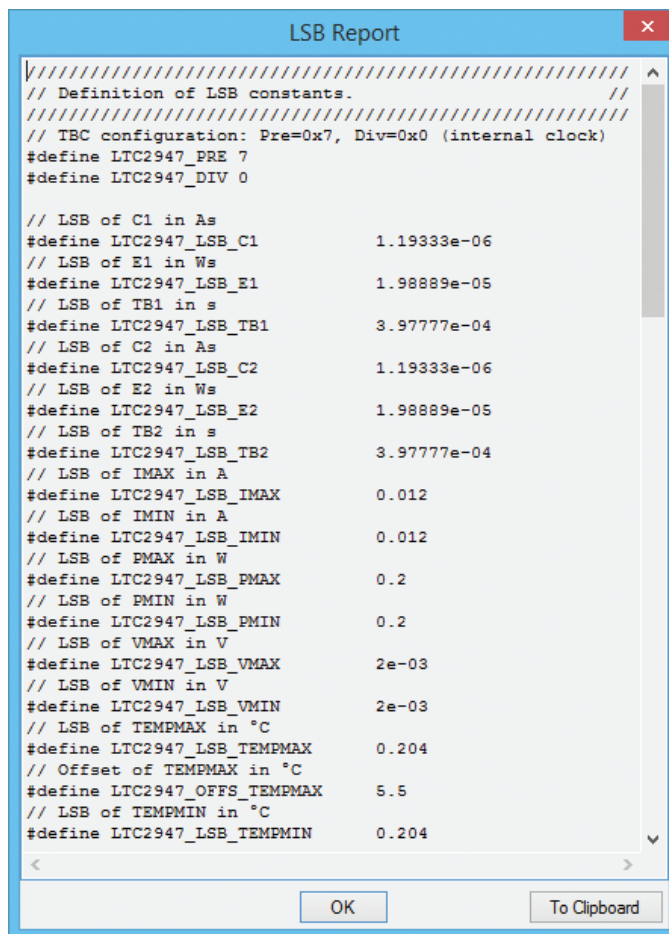 LSB Report
//////////////////////////////////////////////////////////
// Definition of LSB constants. //
//////////////////////////////////////////////////////////
// TBC configuration: Pre=0x7, Div=0x0 (internal clock)
#define LTC2947_PRE 7
#define LTC2947_DIV 0
// LSB of C1 in As
#define LTC2947_LSB_C1 1.19333e-06
// LSB of E1 in Ws
#define LTC2947_LSB_E1 1.98889e-05
// LSB of TB1 in s
#define LTC2947_LSB_TB1 3.97777e-04
// LSB of C2 in As
#define LTC2947_LSB_C2 1.19333e-06
// LSB of E2 in Ws
#define LTC2947_LSB_E2 1.98889e-05
// LSB of TB2 in s
#define LTC2947_LSB_TB2 3.97777e-04
// LSB of IMAX in A
#define LTC2947_LSB_IMAX 0.012
// LSB of IMIN in A
#define LTC2947_LSB_IMIN 0.012
// LSB of PMAX in W
#define LTC2947_LSB_PMAX 0.2
// LSB of PMIN in W
#define LTC2947_LSB_PMIN 0.2
// LSB of VMAX in V
#define LTC2947_LSB_VMAX 2e-03
// LSB of VMIN in V
#define LTC2947_LSB_VMIN 2e-03
// LSB of TEMPMAX in °C
#define LTC2947_LSB_TEMPMAX 0.204
// Offset of TEMPMAX in °C
#define LTC2947_OFFS_TEMPMAX 5.5
// LSB of TEMPMIN in °C
#define LTC2947_LSB_TEMPMIN 0.204
OK
To Clipboard